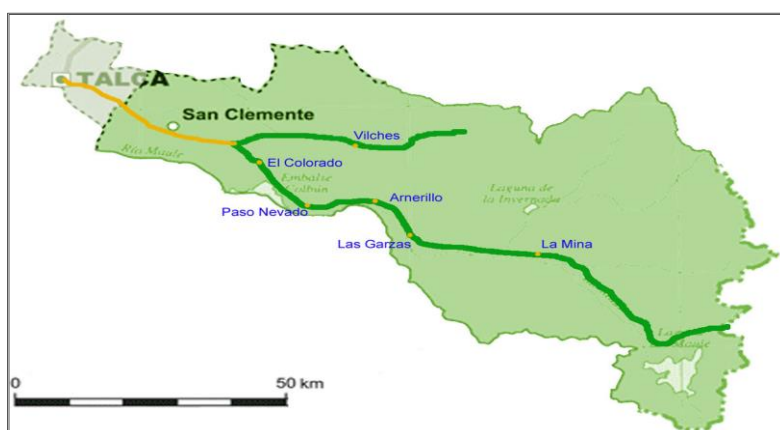 TALCA
San Clemente
Vilches
Río Maule
El Colorado
Embalse
Colbún
Paso Nevado
Arnerillo
Laguna de
la Invernada
Las Garzas
La Mina
Maule
0
50 km